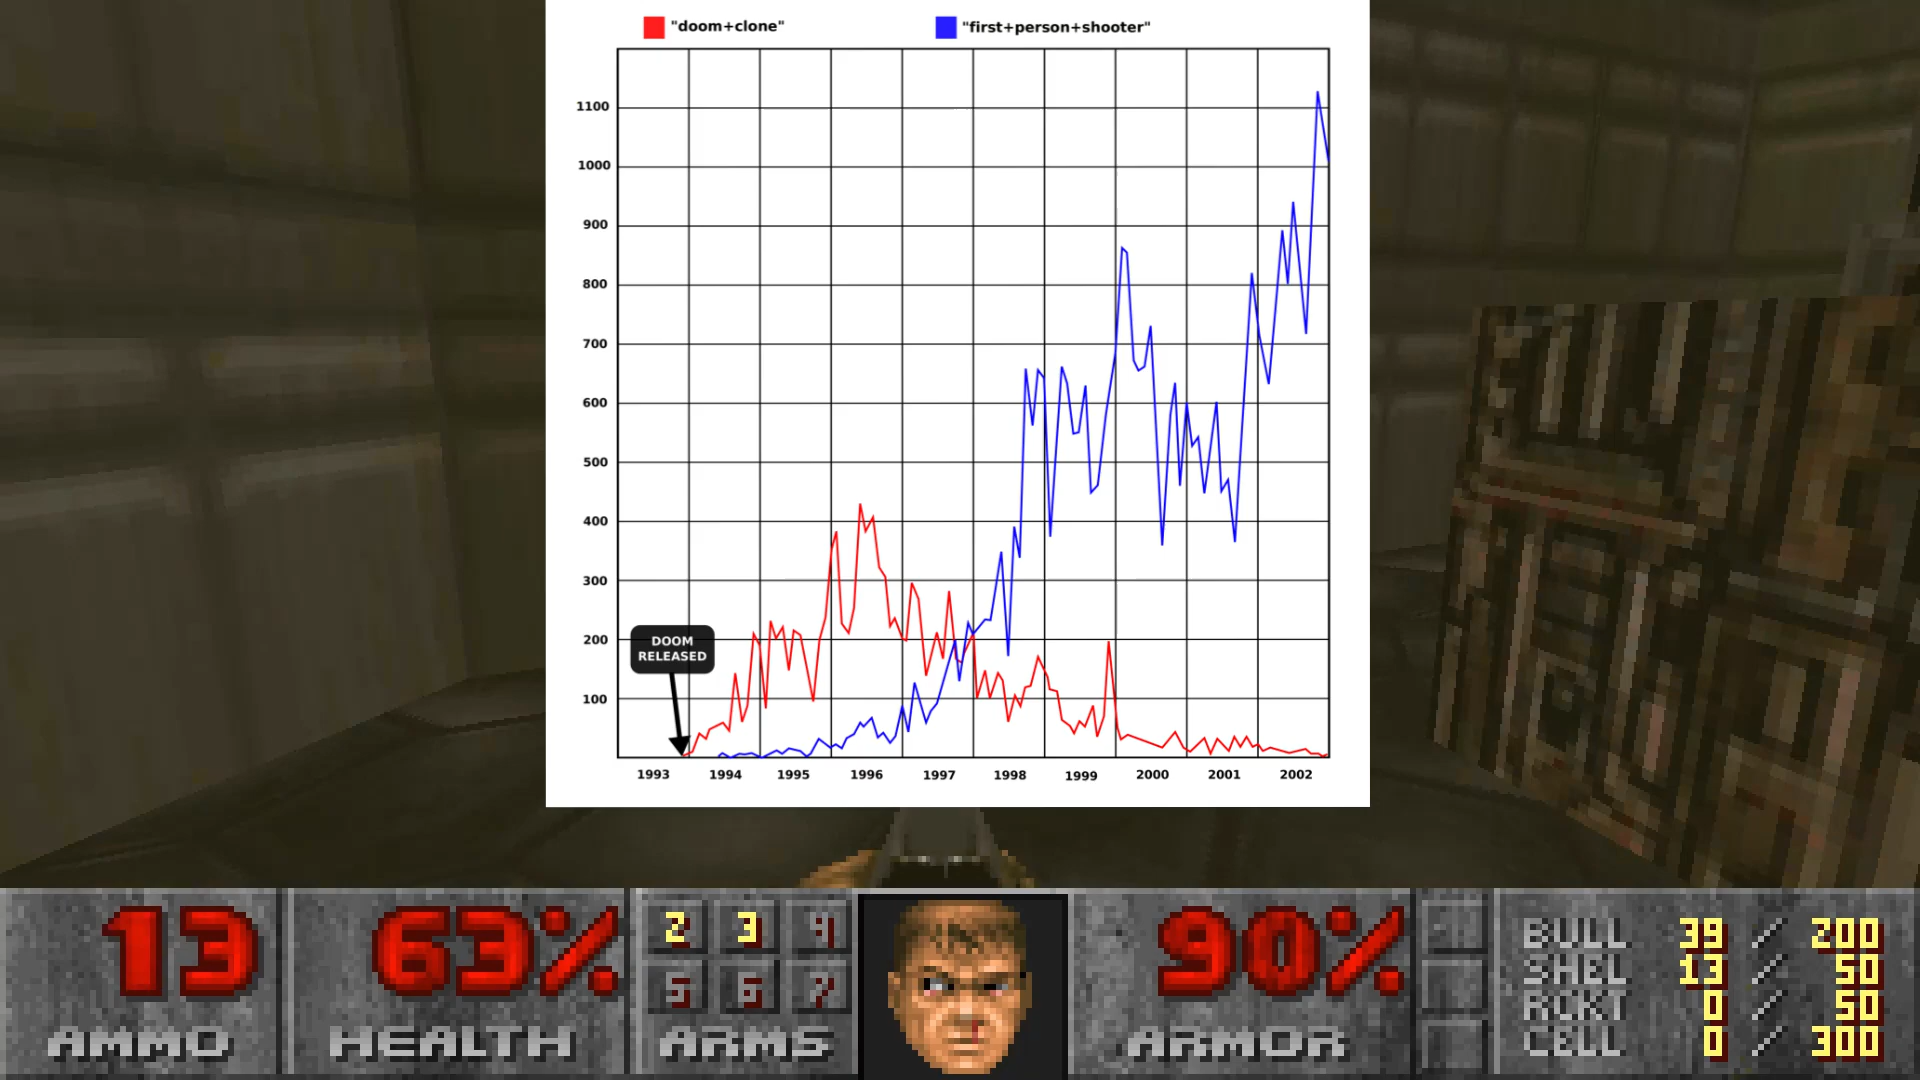 "doom+clone" "first+person+shooter"
1100
1000
900
800
700
600
500
400
300
200
100
DOOM
RELEASED
1993 1994 1995 1996 1997 1998 1999 2000 2001 2002
13 63% 2 3 4 90%
5 6 7
AMMO HEALTH ARMS ARMOR
BULL 39 / 200
SHEL 13 / 50
RCKT 0 / 50
CELL 0 / 300